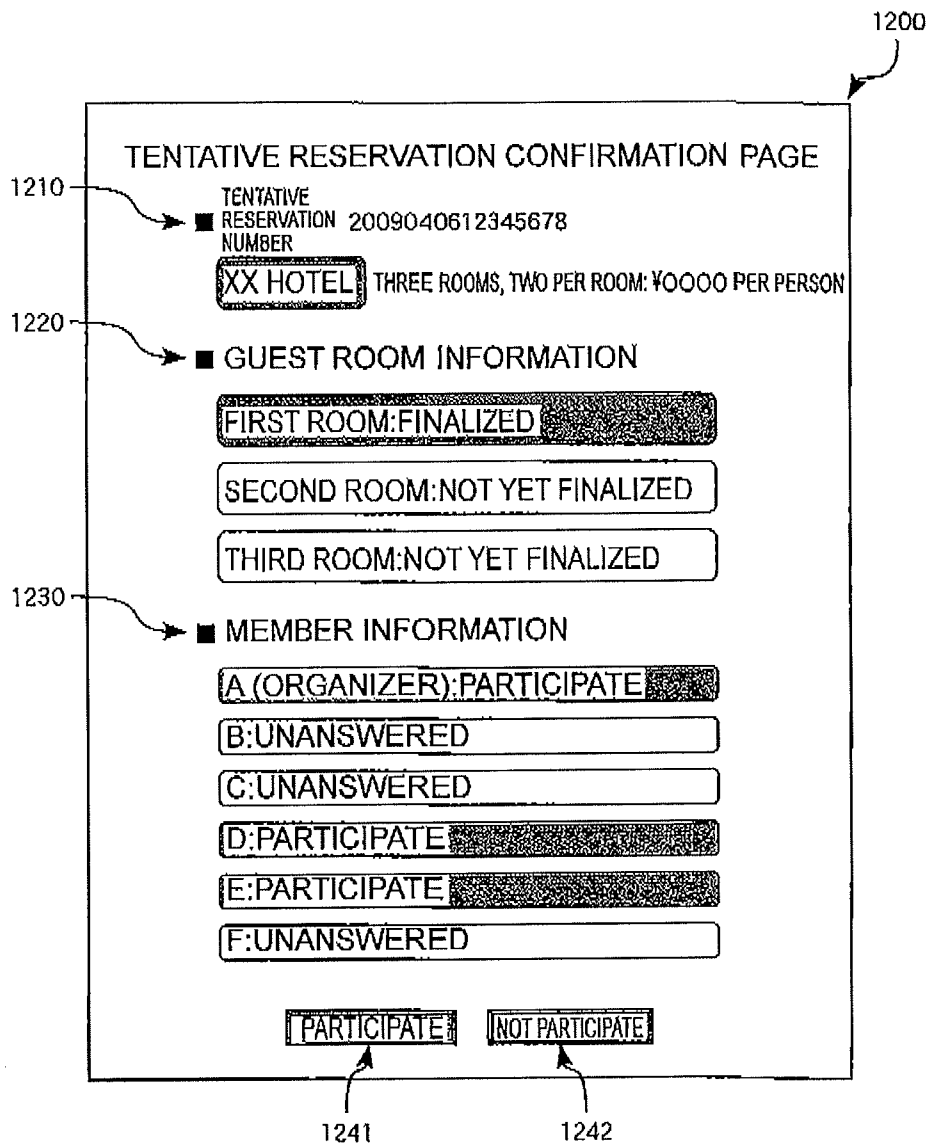 1200
TENTATIVE RESERVATION CONFIRMATION PAGE
1210
■ TENTATIVE
RESERVATION
NUMBER
2009040612345678
XX HOTEL THREE ROOMS, TWO PER ROOM: ¥OOOO PER PERSON
1220
■ GUEST ROOM INFORMATION
FIRST ROOM:FINALIZED
SECOND ROOM:NOT YET FINALIZED
THIRD ROOM:NOT YET FINALIZED
1230
■ MEMBER INFORMATION
A (ORGANIZER):PARTICIPATE
B:UNANSWERED
C:UNANSWERED
D:PARTICIPATE
E:PARTICIPATE
F:UNANSWERED
PARTICIPATE NOT PARTICIPATE
1241 1242